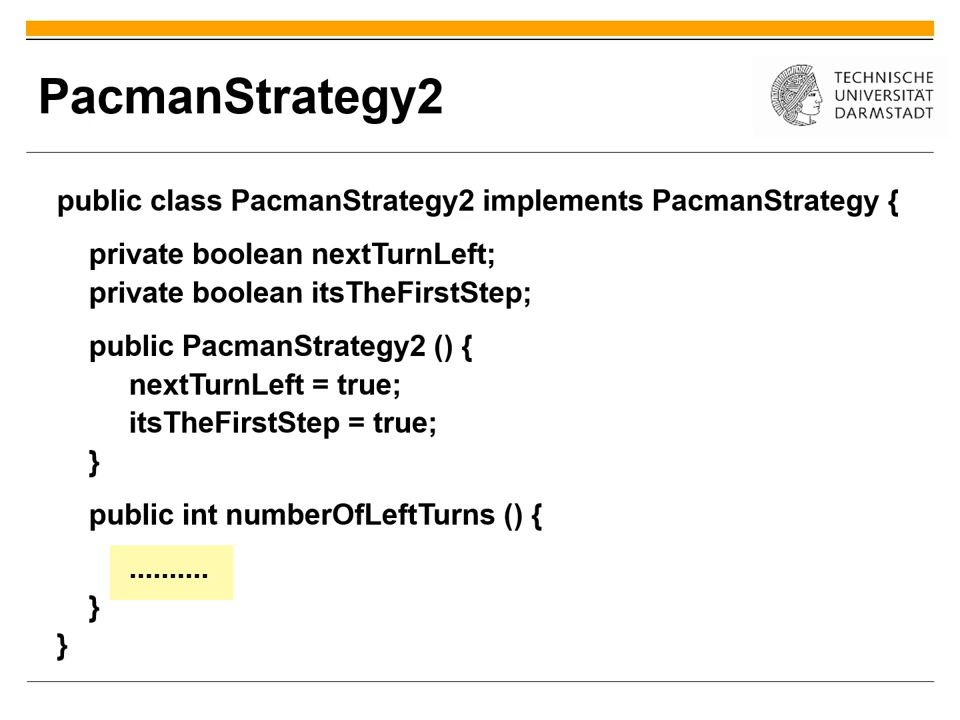 PacmanStrategy2
TECHNISCHE
UNIVERSITÄT
DARMSTADT
public class PacmanStrategy2 implements PacmanStrategy {
private boolean nextTurnLeft;
private boolean itsTheFirstStep;
public PacmanStrategy2 () {
nextTurnLeft = true;
itsTheFirstStep = true;
}
public int numberOfLeftTurns () {
..........
}
}